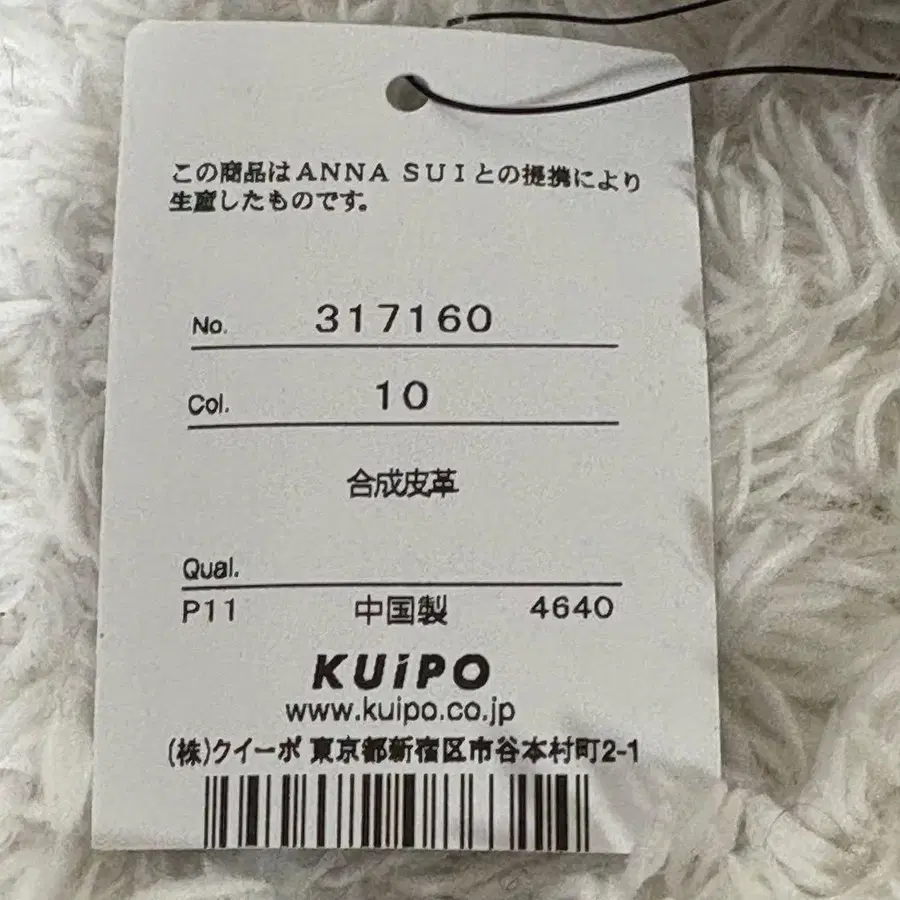 この商品はANNA SUIとの提携により
生産したものです。
No. 317160
Col. 10
合成皮革
Qual.
P11 中国製 4640
KUiPO
www.kuipo.co.jp
(株)クイーポ 東京都新宿区市谷本村町2-1